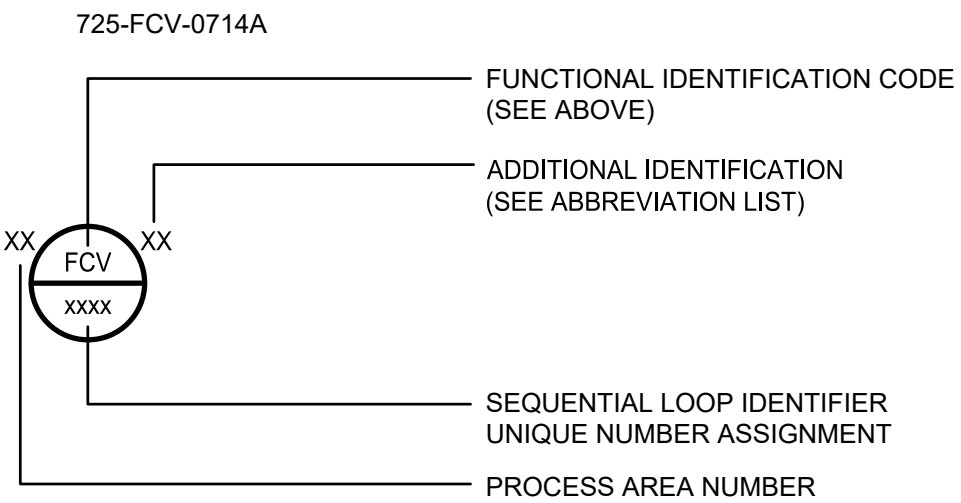 725-FCV-0714A
FUNCTIONAL IDENTIFICATION CODE
(SEE ABOVE)
ADDITIONAL IDENTIFICATION
(SEE ABBREVIATION LIST)
XX
XX
FCV
xxxx
SEQUENTIAL LOOP IDENTIFIER
UNIQUE NUMBER ASSIGNMENT
PROCESS AREA NUMBER